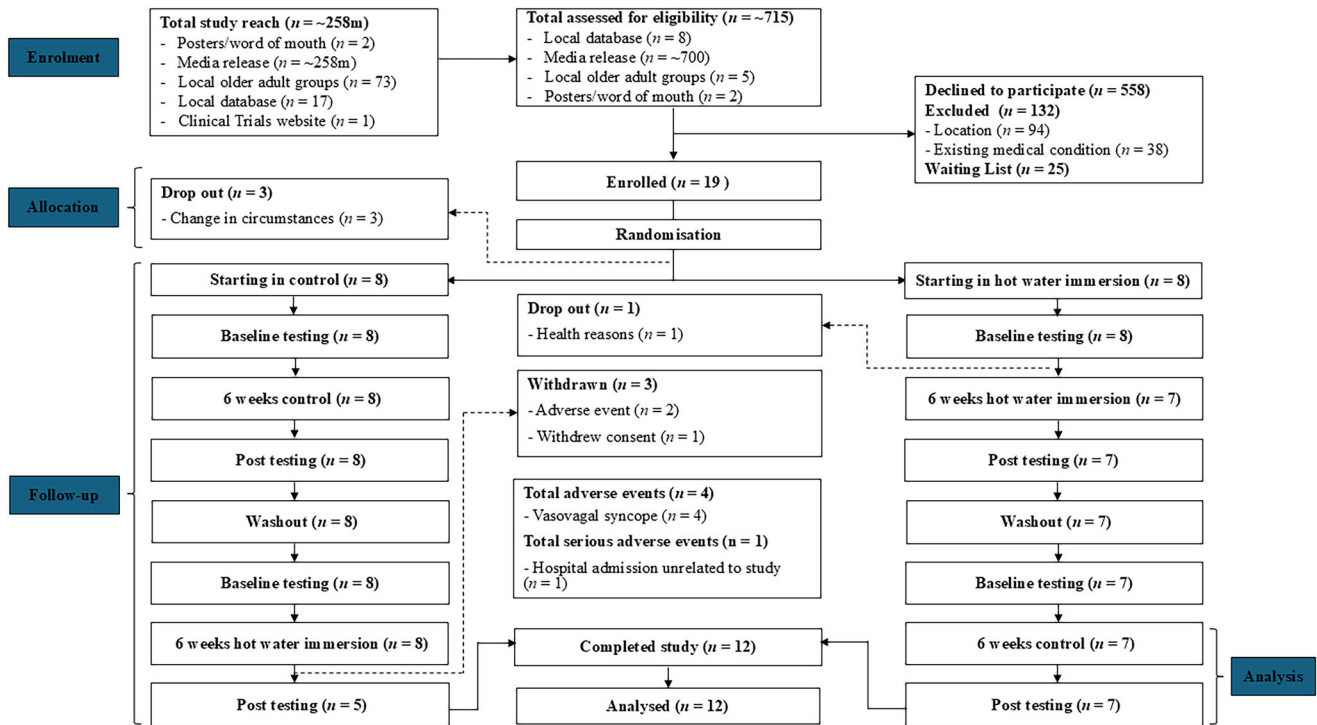 Enrolment
Total study reach (n = ~258m)
- Posters/word of mouth (n = 2)
- Media release (n = ~258m)
- Local older adult groups (n = 73)
- Local database (n = 17)
- Clinical Trials website (n = 1)
Total assessed for eligibility (n = ~715)
- Local database (n = 8)
- Media release (n = ~700)
- Local older adult groups (n = 5)
- Posters/word of mouth (n = 2)
Declined to participate (n = 558)
Excluded (n = 132)
- Location (n = 94)
- Existing medical condition (n = 38)
Waiting List (n = 25)
Enrolled (n = 19 )
Allocation
Drop out (n = 3)
- Change in circumstances (n = 3)
Randomisation
Follow-up
Starting in control (n = 8)
Baseline testing (n = 8)
6 weeks control (n = 8)
Post testing (n = 8)
Washout (n = 8)
Baseline testing (n = 8)
6 weeks hot water immersion (n = 8)
Post testing (n = 5)
Drop out (n = 1)
- Health reasons (n = 1)
Withdrawn (n = 3)
- Adverse event (n = 2)
- Withdrew consent (n = 1)
Total adverse events (n = 4)
- Vasovagal syncope (n = 4)
Total serious adverse events (n = 1)
- Hospital admission unrelated to study
(n = 1)
Completed study (n = 12)
Analysed (n = 12)
Starting in hot water immersion (n = 8)
Baseline testing (n = 8)
6 weeks hot water immersion (n = 7)
Post testing (n = 7)
Washout (n = 7)
Baseline testing (n = 7)
6 weeks control (n = 7)
Post testing (n = 7)
Analysis